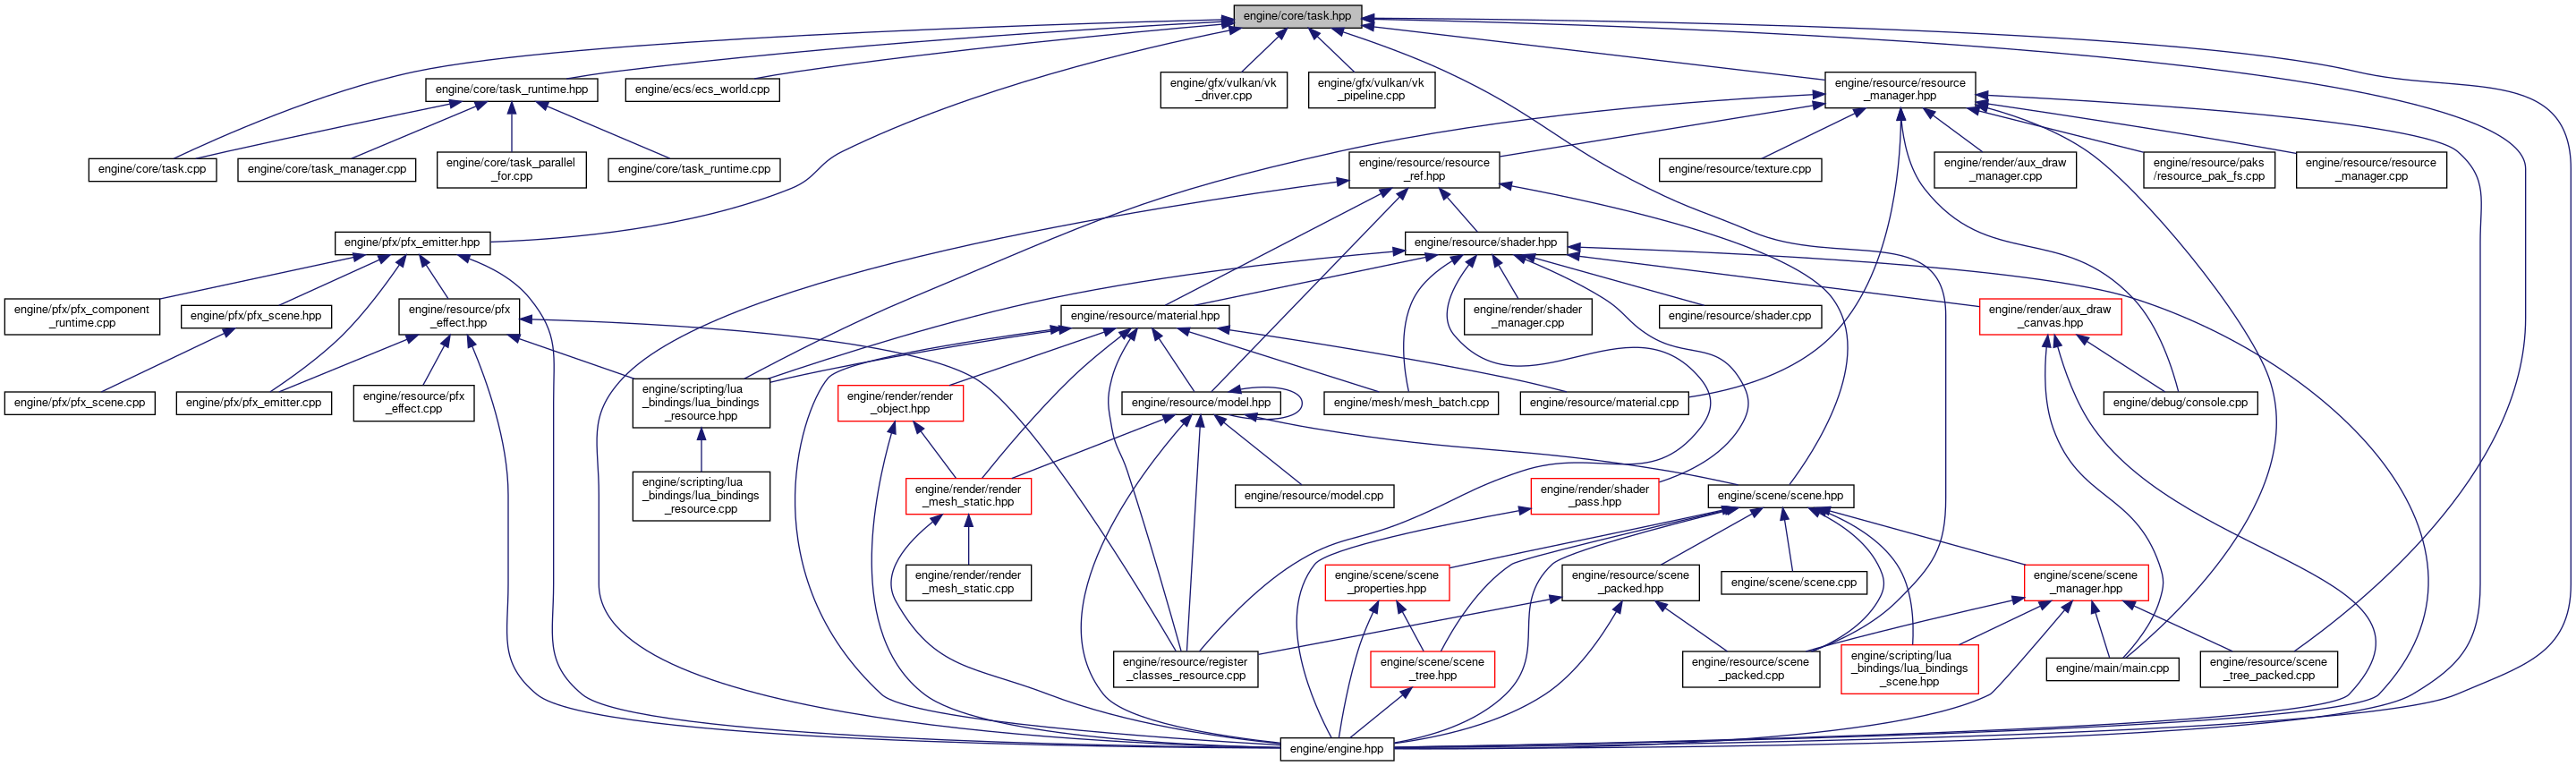 engine/core/task.hpp
engine/core/task_runtime.hpp
engine/ecs/ecs_world.cpp
engine/gfx/vulkan/vk
_driver.cpp
engine/gfx/vulkan/vk
_pipeline.cpp
engine/resource/resource
_manager.hpp
engine/core/task.cpp
engine/core/task_manager.cpp
engine/core/task_parallel
_for.cpp
engine/core/task_runtime.cpp
engine/resource/resource
_ref.hpp
engine/resource/texture.cpp
engine/render/aux_draw
_manager.cpp
engine/resource/paks
/resource_pak_fs.cpp
engine/resource/resource
_manager.cpp
engine/pfx/pfx_emitter.hpp
engine/resource/shader.hpp
engine/pfx/pfx_component
_runtime.cpp
engine/pfx/pfx_scene.hpp
engine/resource/pfx
_effect.hpp
engine/resource/material.hpp
engine/render/shader
_manager.cpp
engine/resource/shader.cpp
engine/render/aux_draw
_canvas.hpp
engine/pfx/pfx_scene.cpp
engine/pfx/pfx_emitter.cpp
engine/resource/pfx
_effect.cpp
engine/scripting/lua
_bindings/lua_bindings
_resource.hpp
engine/render/render
_object.hpp
engine/resource/model.hpp
engine/mesh/mesh_batch.cpp
engine/resource/material.cpp
engine/debug/console.cpp
engine/scripting/lua
_bindings/lua_bindings
_resource.cpp
engine/render/render
_mesh_static.hpp
engine/resource/model.cpp
engine/render/shader
_pass.hpp
engine/scene/scene.hpp
engine/render/render
_mesh_static.cpp
engine/scene/scene
_properties.hpp
engine/resource/scene
_packed.hpp
engine/scene/scene.cpp
engine/scene/scene
_manager.hpp
engine/resource/register
_classes_resource.cpp
engine/scene/scene
_tree.hpp
engine/resource/scene
_packed.cpp
engine/scripting/lua
_bindings/lua_bindings
_scene.hpp
engine/main/main.cpp
engine/resource/scene
_tree_packed.cpp
engine/engine.hpp